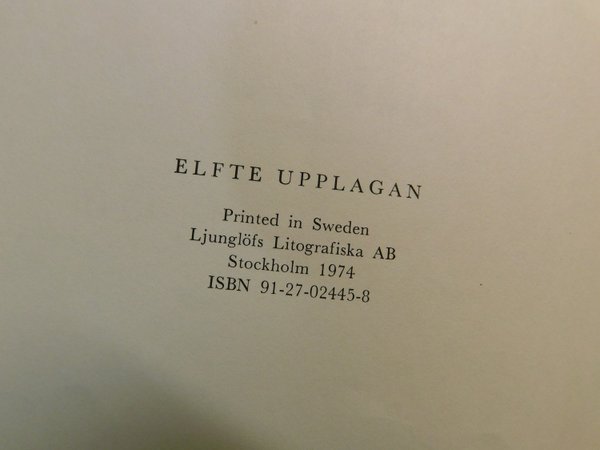 ELFTE UPPLAGAN
Printed in Sweden
Ljunglöfs Litografiska AB
Stockholm 1974
ISBN 91-27-02445-8